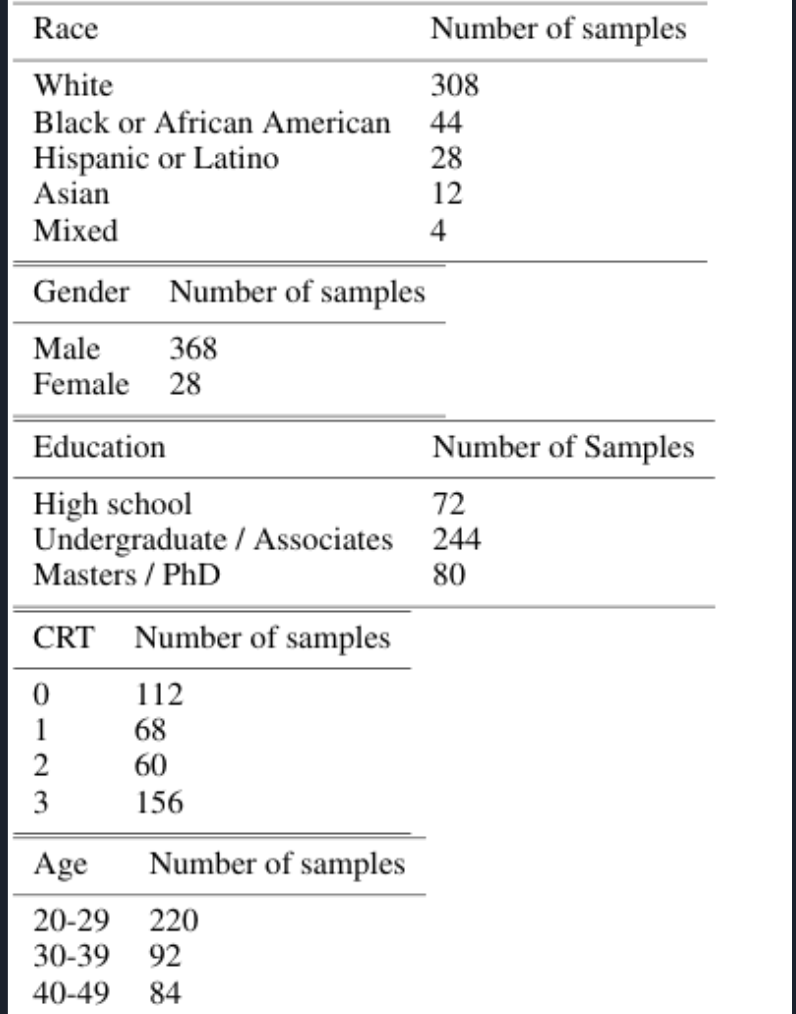 Race Number of samples
White 308
Black or African American 44
Hispanic or Latino 28
Asian 12
Mixed 4
Gender Number of samples
Male 368
Female 28
Education Number of Samples
High school 72
Undergraduate / Associates 244
Masters / PhD 80
CRT Number of samples
0 112
1 68
2 60
3 156
Age Number of samples
20-29 220
30-39 92
40-49 84